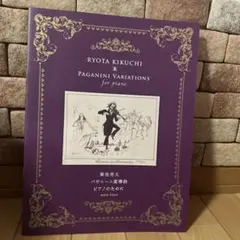 RYOTA KIKUCHI
&
PAGANINI VARIATIONS
for piano
菊池亮太
パガニーニ変奏曲
ピアノのための